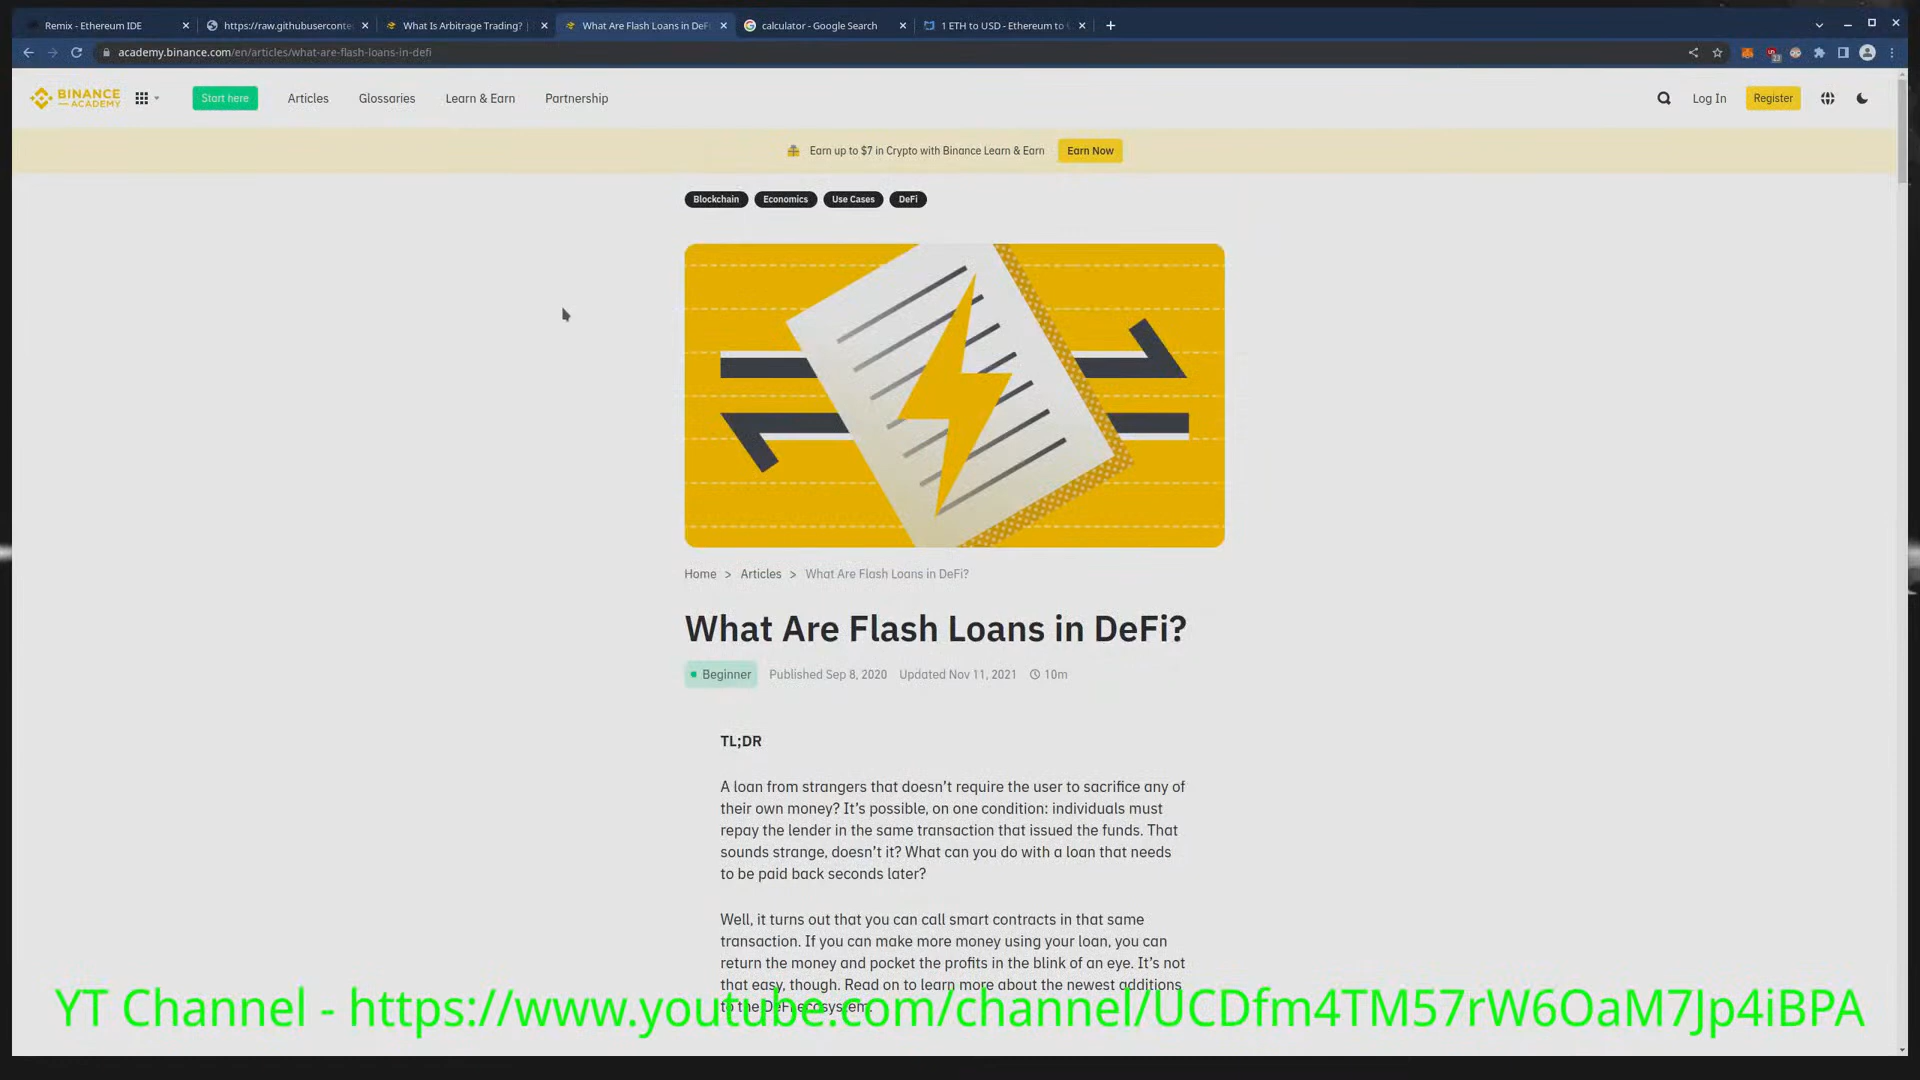 Remix - Ethereum IDE
https://raw.githubuserconte
What Is Arbitrage Trading? |
What Are Flash Loans in DeFi
calculator - Google Search
1 ETH to USD - Ethereum to
academy.binance.com/en/articles/what-are-flash-loans-in-defi
23
BINANCE
ACADEMY
Start here
Articles
Glossaries
Learn & Earn
Partnership
Log In
Register
Earn up to $7 in Crypto with Binance Learn & Earn
Earn Now
Blockchain
Economics
Use Cases
DeFi
Home > Articles > What Are Flash Loans in DeFi?
What Are Flash Loans in DeFi?
Beginner
Published Sep 8, 2020
Updated Nov 11, 2021
10m
TL;DR
A loan from strangers that doesn't require the user to sacrifice any of
their own money? It's possible, on one condition: individuals must
repay the lender in the same transaction that issued the funds. That
sounds strange, doesn't it? What can you do with a loan that needs
to be paid back seconds later?
Well, it turns out that you can call smart contracts in that same
transaction. If you can make more money using your loan, you can
return the money and pocket the profits in the blink of an eye. It's not
that easy, though. Read on to learn more about the newest additions
to the DeFi ecosystem.
YT Channel - https://www.youtube.com/channel/UCDfm4TM57rW6OaM7Jp4iBPA